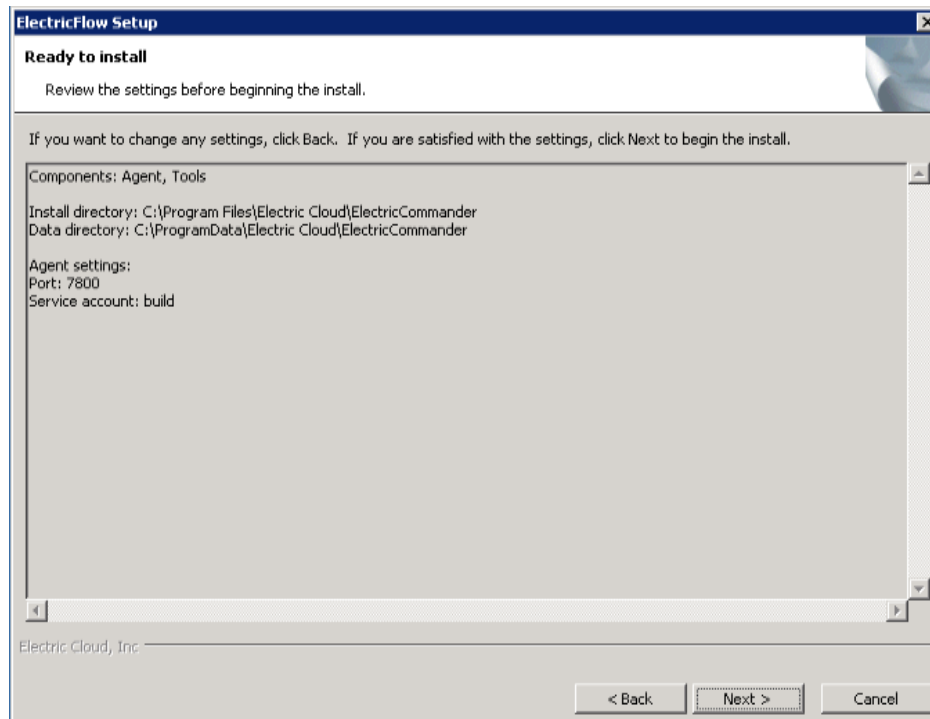 ElectricFlow Setup
Ready to install
Review the settings before beginning the install.
If you want to change any settings, click Back. If you are satisfied with the settings, click Next to begin the install.
Components: Agent, Tools
Install directory: C:\Program Files\Electric Cloud\ElectricCommander
Data directory: C:\ProgramData\Electric Cloud\ElectricCommander
Agent settings:
Port: 7800
Service account: build
Electric Cloud, Inc
< Back
Next >
Cancel